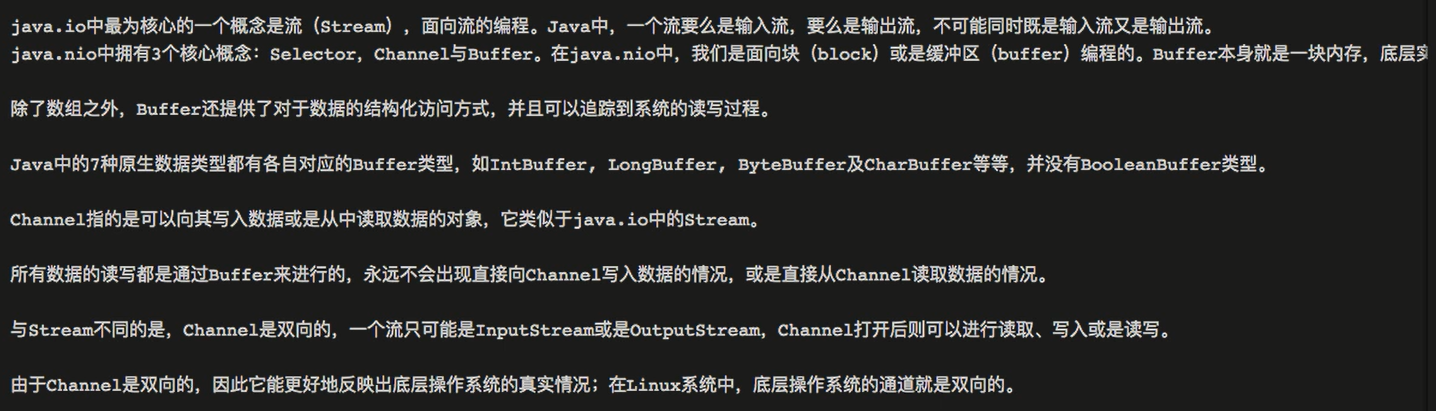 java.io中最为核心的一个概念是流（Stream），面向流的编程。Java中，一个流要么是输入流，要么是输出流，不可能同时既是输入流又是输出流。
java.nio中拥有3个核心概念：Selector，Channel与Buffer。在java.nio中，我们是面向块（block）或是缓冲区（buffer）编程的。Buffer本身就是一块内存，底层实
除了数组之外，Buffer还提供了对于数据的结构化访问方式，并且可以追踪到系统的读写过程。
Java中的7种原生数据类型都有各自对应的Buffer类型，如IntBuffer, LongBuffer, ByteBuffer及CharBuffer等等，并没有BooleanBuffer类型。
Channel指的是可以向其写入数据或是从中读取数据的对象，它类似于java.io中的Stream。
所有数据的读写都是通过Buffer来进行的，永远不会出现直接向Channel写入数据的情况，或是直接从Channel读取数据的情况。
与Stream不同的是，Channel是双向的，一个流只可能是InputStream或是OutputStream，Channel打开后则可以进行读取、写入或是读写。
由于Channel是双向的，因此它能更好地反映出底层操作系统的真实情况；在Linux系统中，底层操作系统的通道就是双向的。